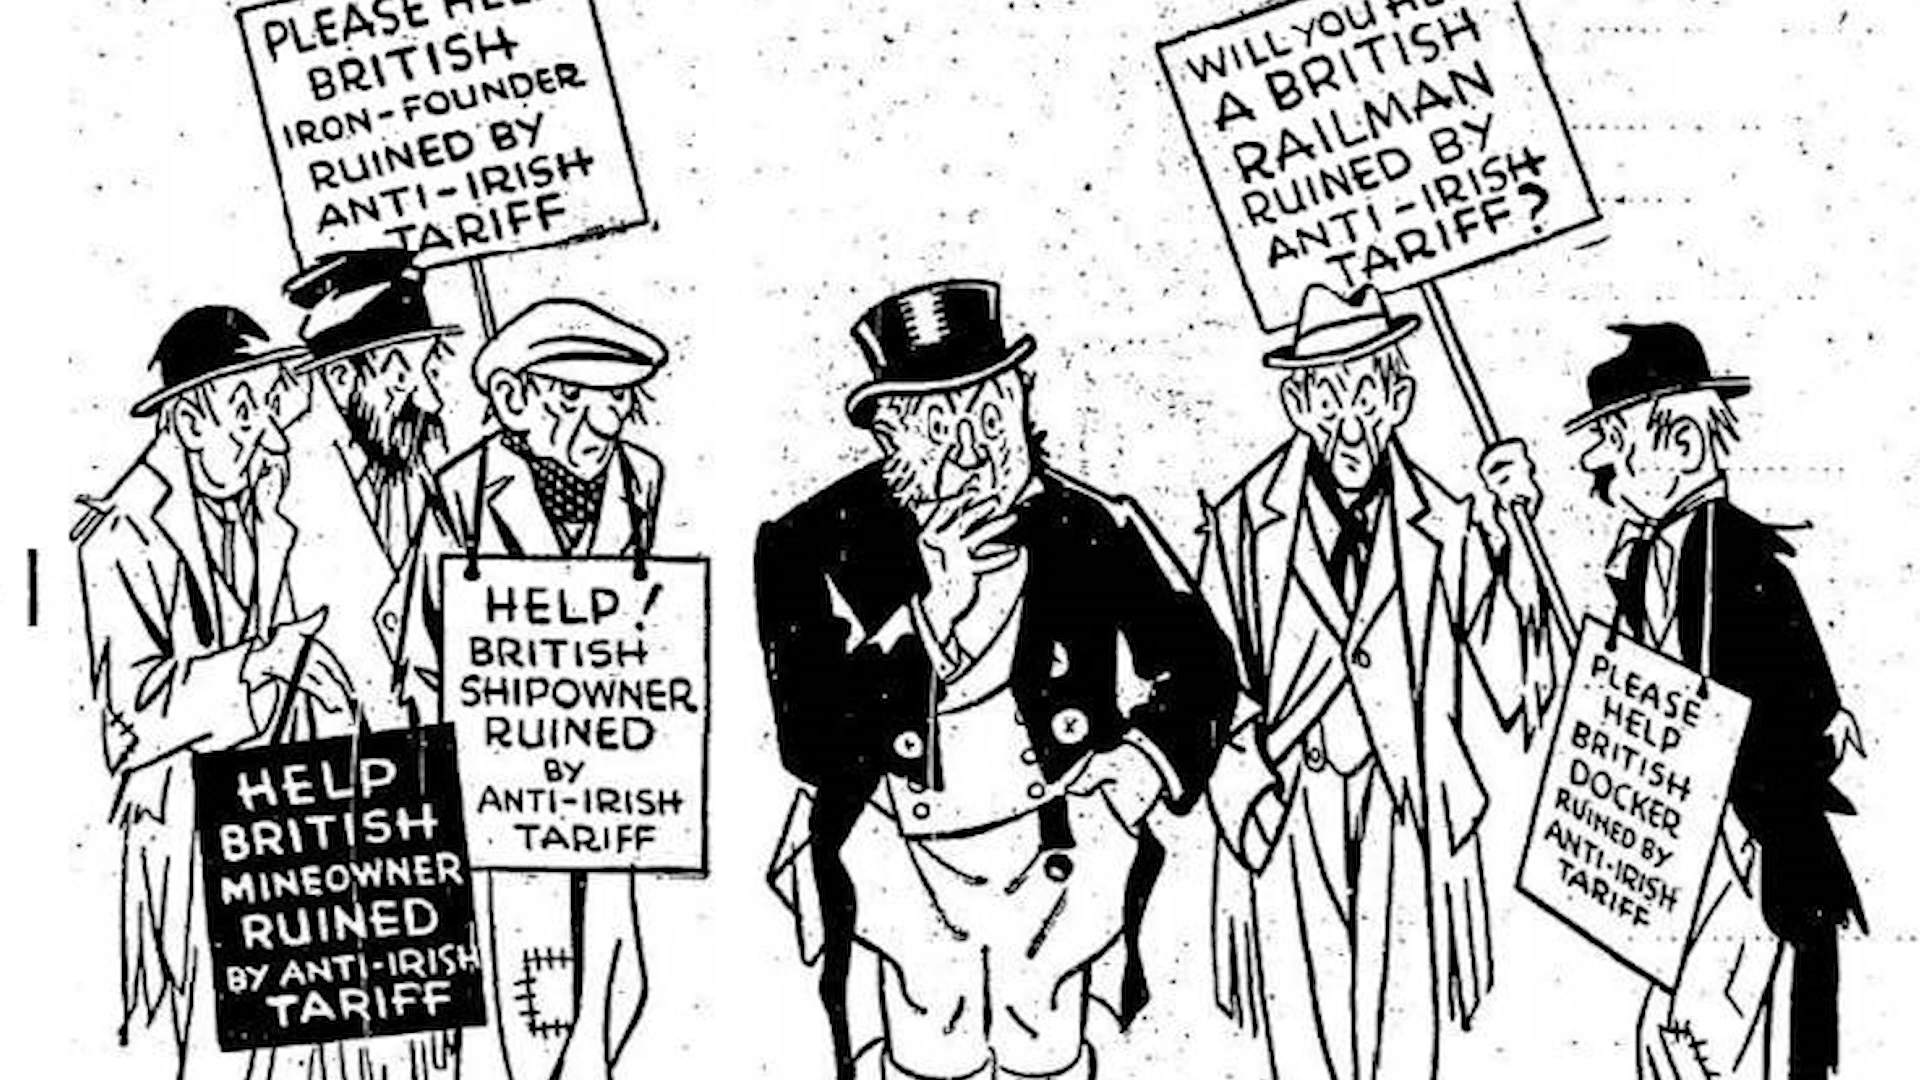 PLEASE
BRITISH
IRON-FOUNDER
RUINED BY
ANTI-IRISH
TARIFF
WILL YOU
A BRITISH
RAILMAN
RUINED BY
ANTI-IRISH
TARIFF?
HELP!
BRITISH
SHIPOWNER
RUINED
BY
ANTI-IRISH
TARIFF
HELP
BRITISH
MINEOWNER
RUINED
BY ANTI-IRISH
TARIFF
PLEASE
HELP
BRITISH
DOCKER
RUINED BY
ANTI-IRISH
TARIFF